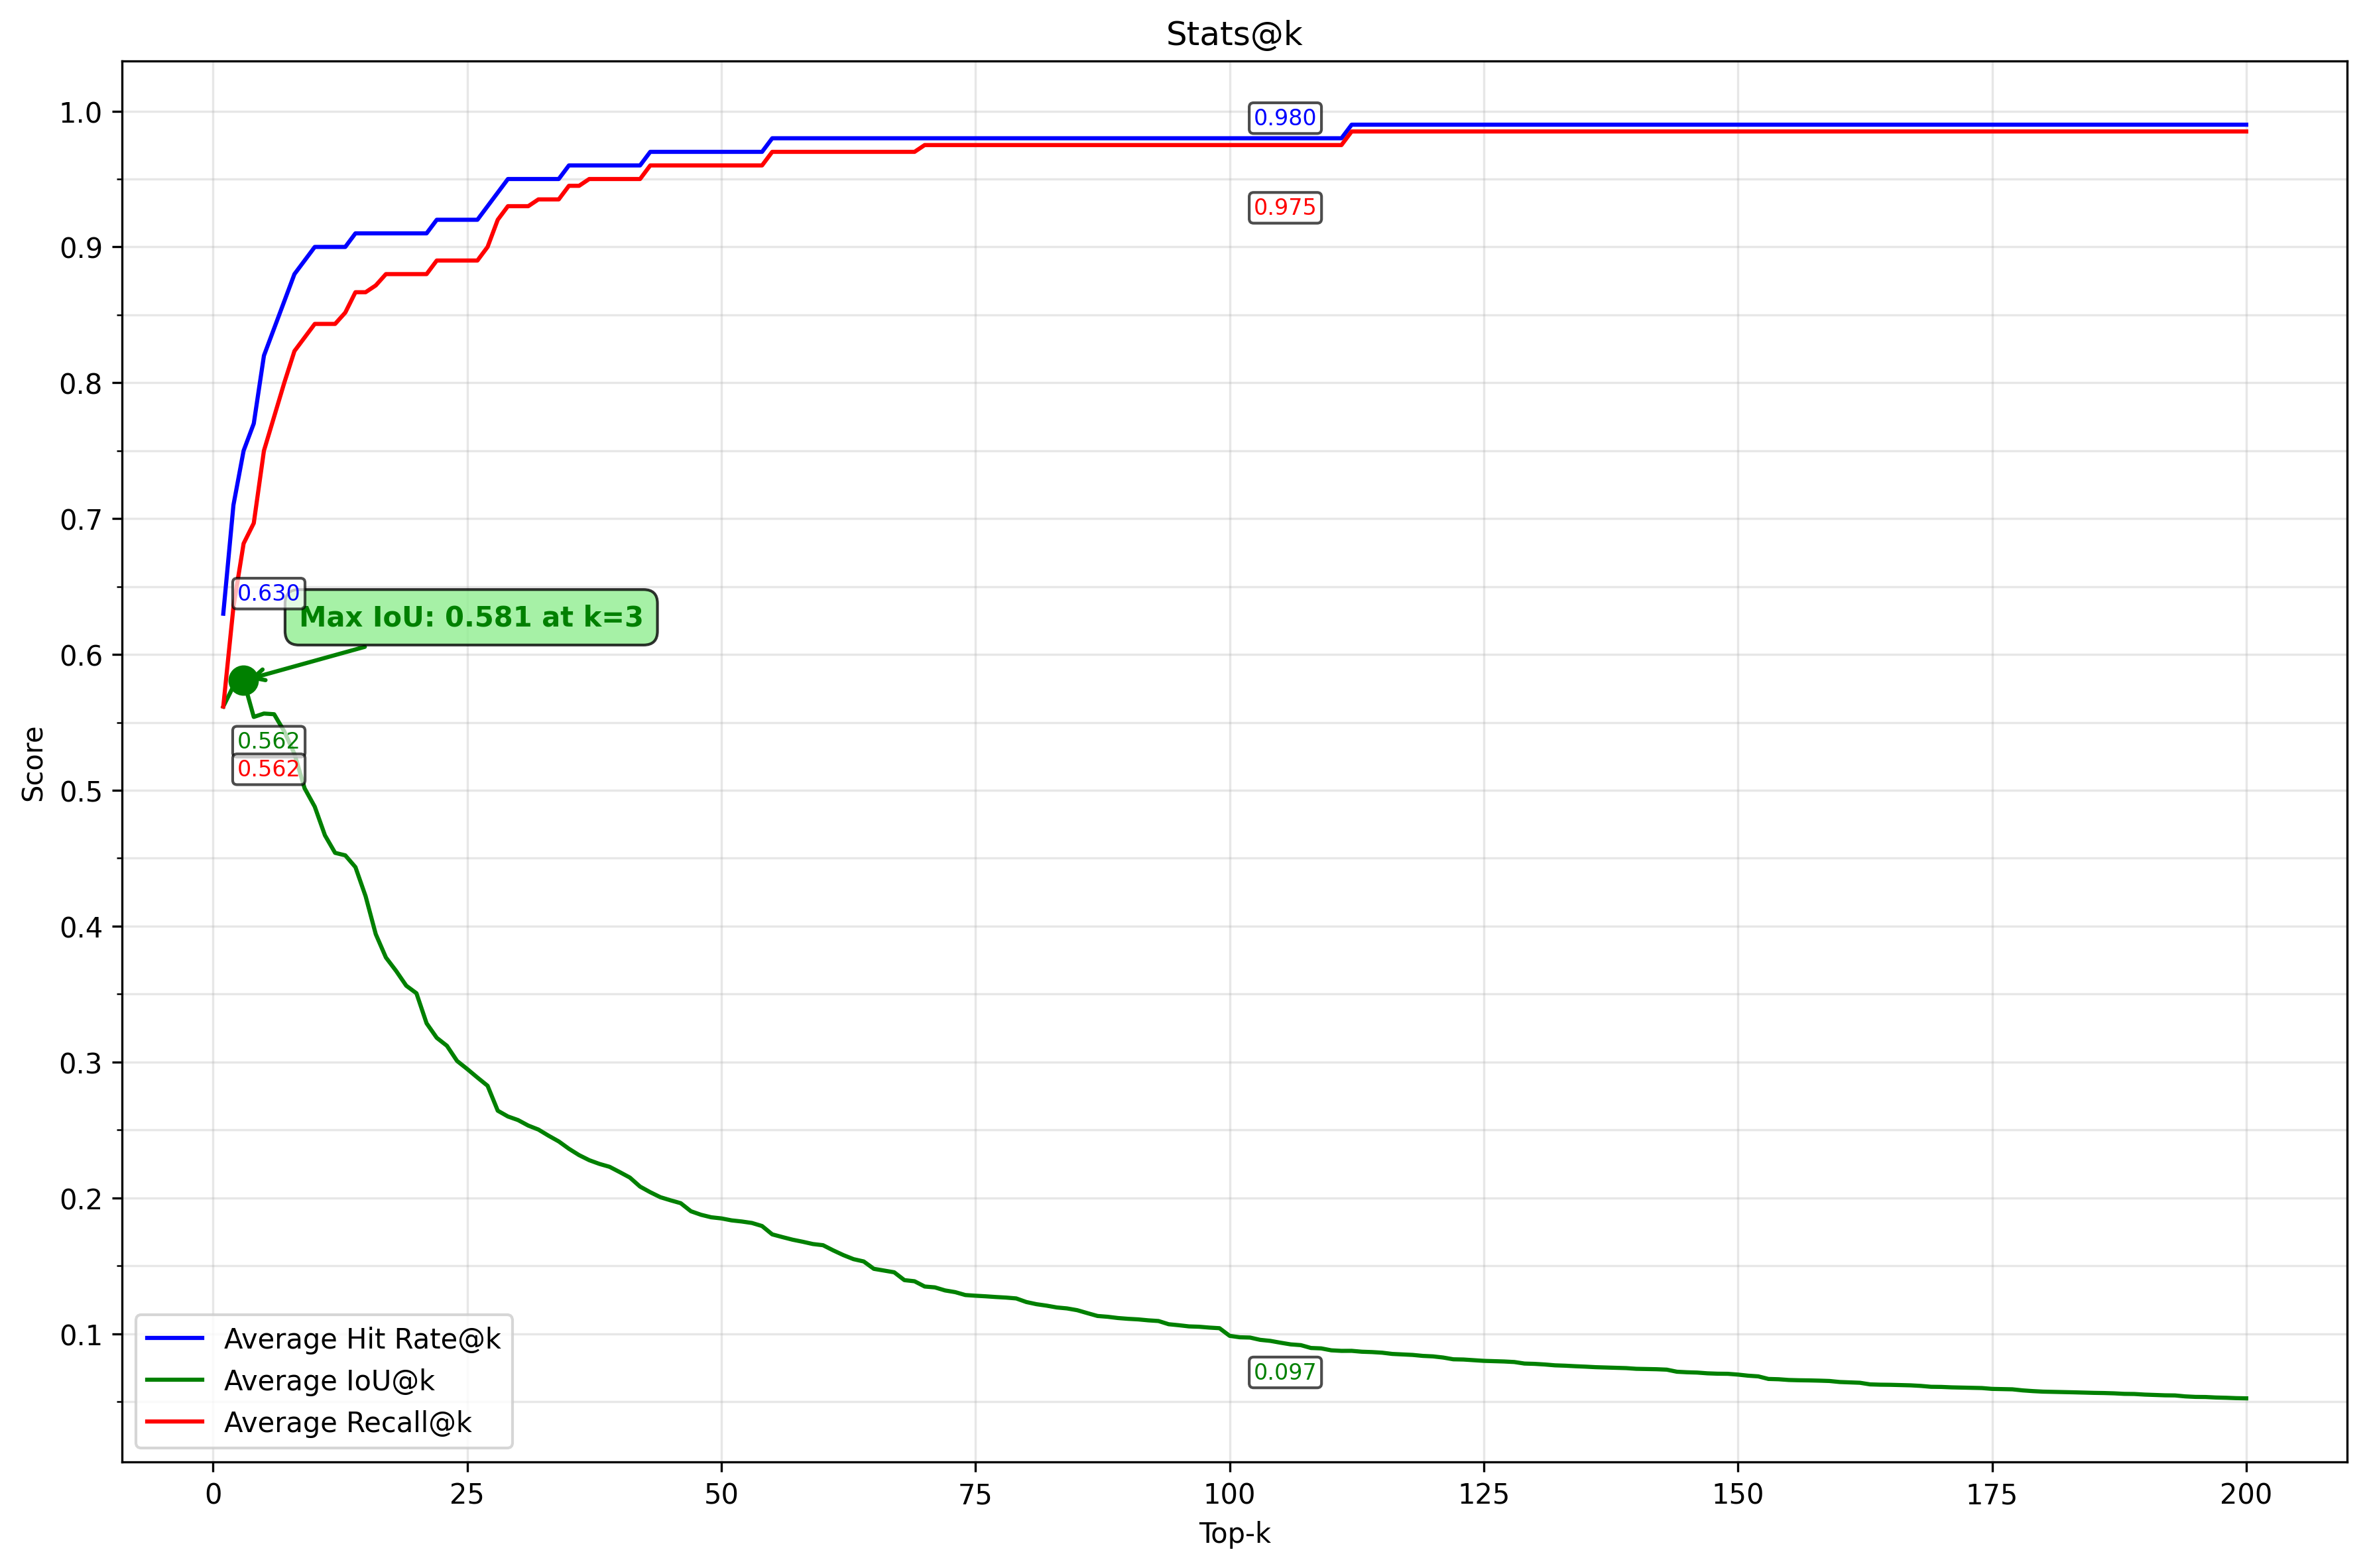 Stats@k
Score
1.0
0.9
0.8
0.7
0.6
0.5
0.4
0.3
0.2
0.1
0.980
0.975
0.630
Max IoU: 0.581 at k=3
0.562
0.562
0.097
Average Hit Rate@k
Average IoU@k
Average Recall@k
0 25 50 75 100 125 150 175 200
Top-k